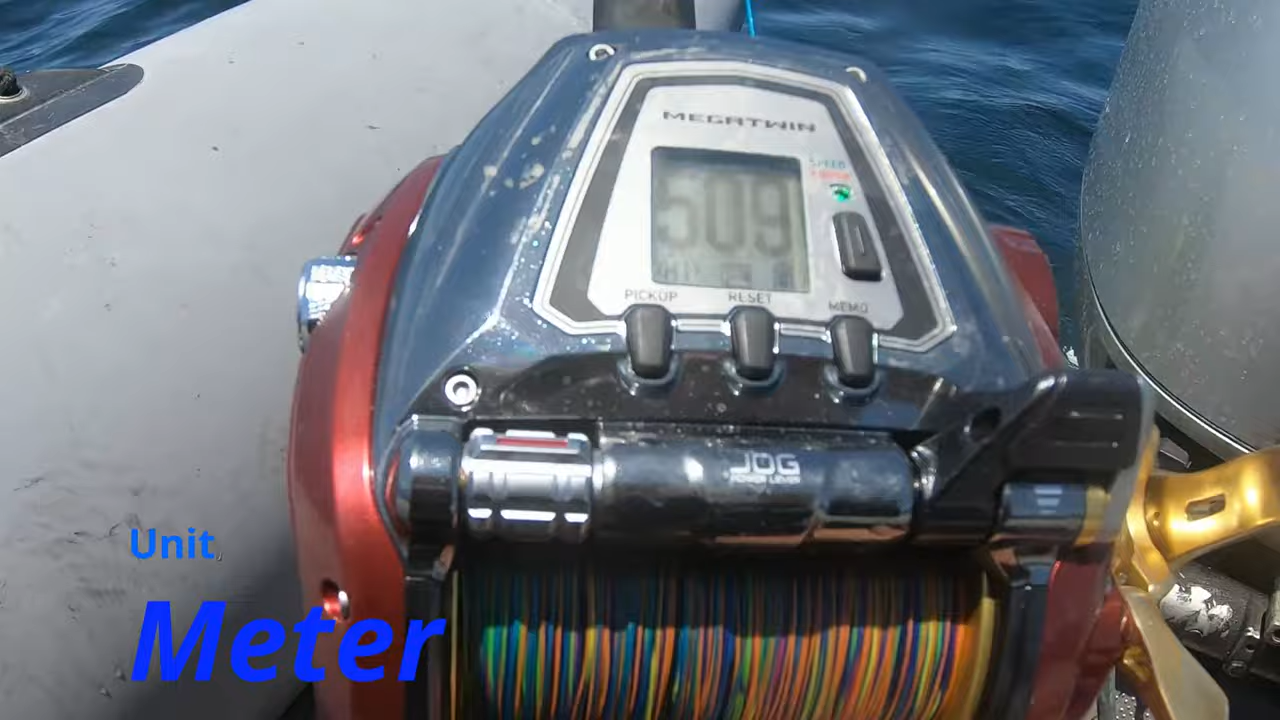 MEGATWIN
SPEED
509
PICKUP RESET MEMO
JOG
POWER LEVER
Unit
Meter